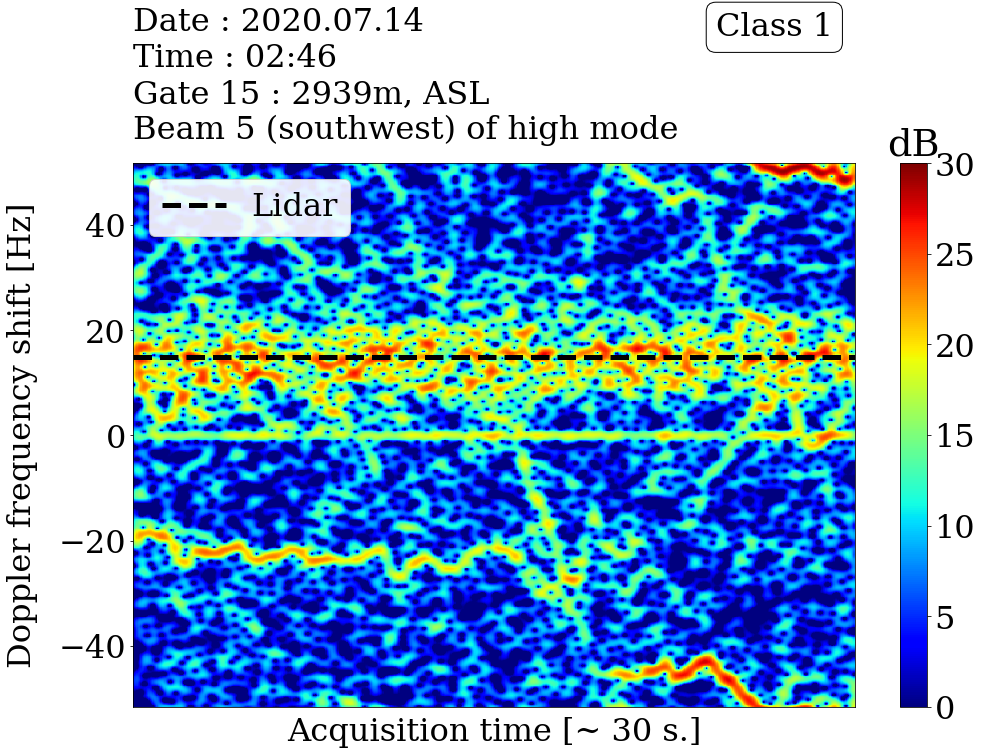 Date : 2020.07.14
Time : 02:46
Gate 15 : 2939m, ASL
Beam 5 (southwest) of high mode
Class 1
dB
Lidar
Doppler frequency shift [Hz]
40
20
0
−20
−40
30
25
20
15
10
5
0
Acquisition time [~ 30 s.]